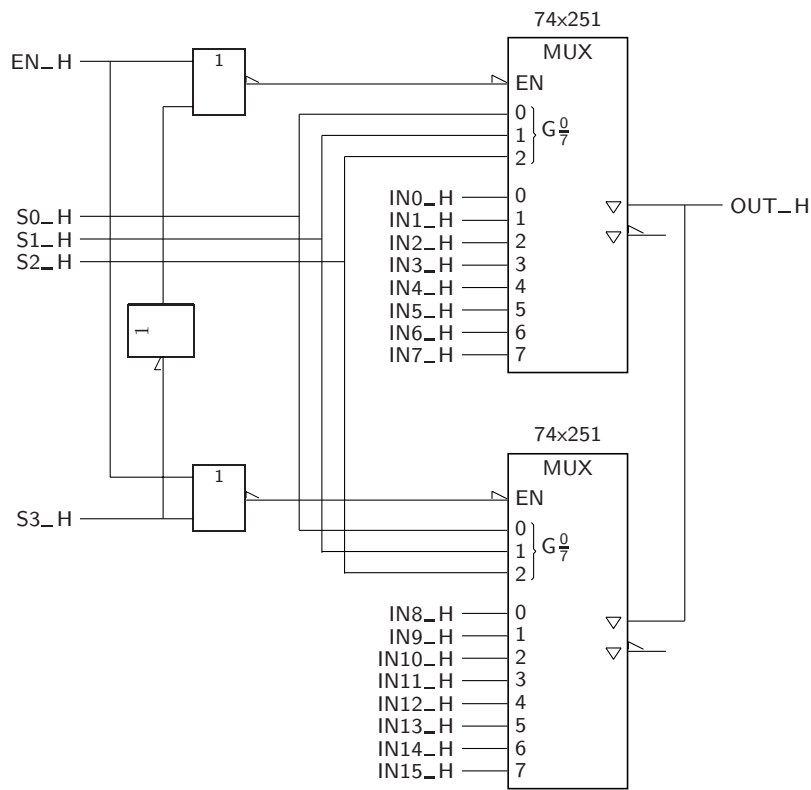 74x251
MUX
EN_H
1
EN
0
1
2
G 0/7
S0_H
S1_H
S2_H
IN0_H 0
IN1_H 1
IN2_H 2
IN3_H 3
IN4_H 4
IN5_H 5
IN6_H 6
IN7_H 7
OUT_H
1
74x251
MUX
1
EN
S3_H
0
1
2
G 0/7
IN8_H 0
IN9_H 1
IN10_H 2
IN11_H 3
IN12_H 4
IN13_H 5
IN14_H 6
IN15_H 7